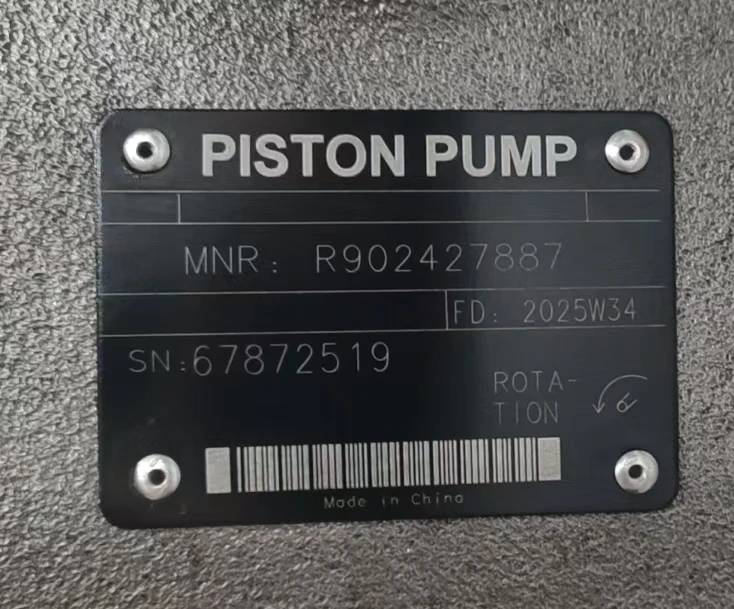 PISTON PUMP
MNR: R902427887
FD: 2025W34
SN:67872519
ROTA-
TION
Made in China